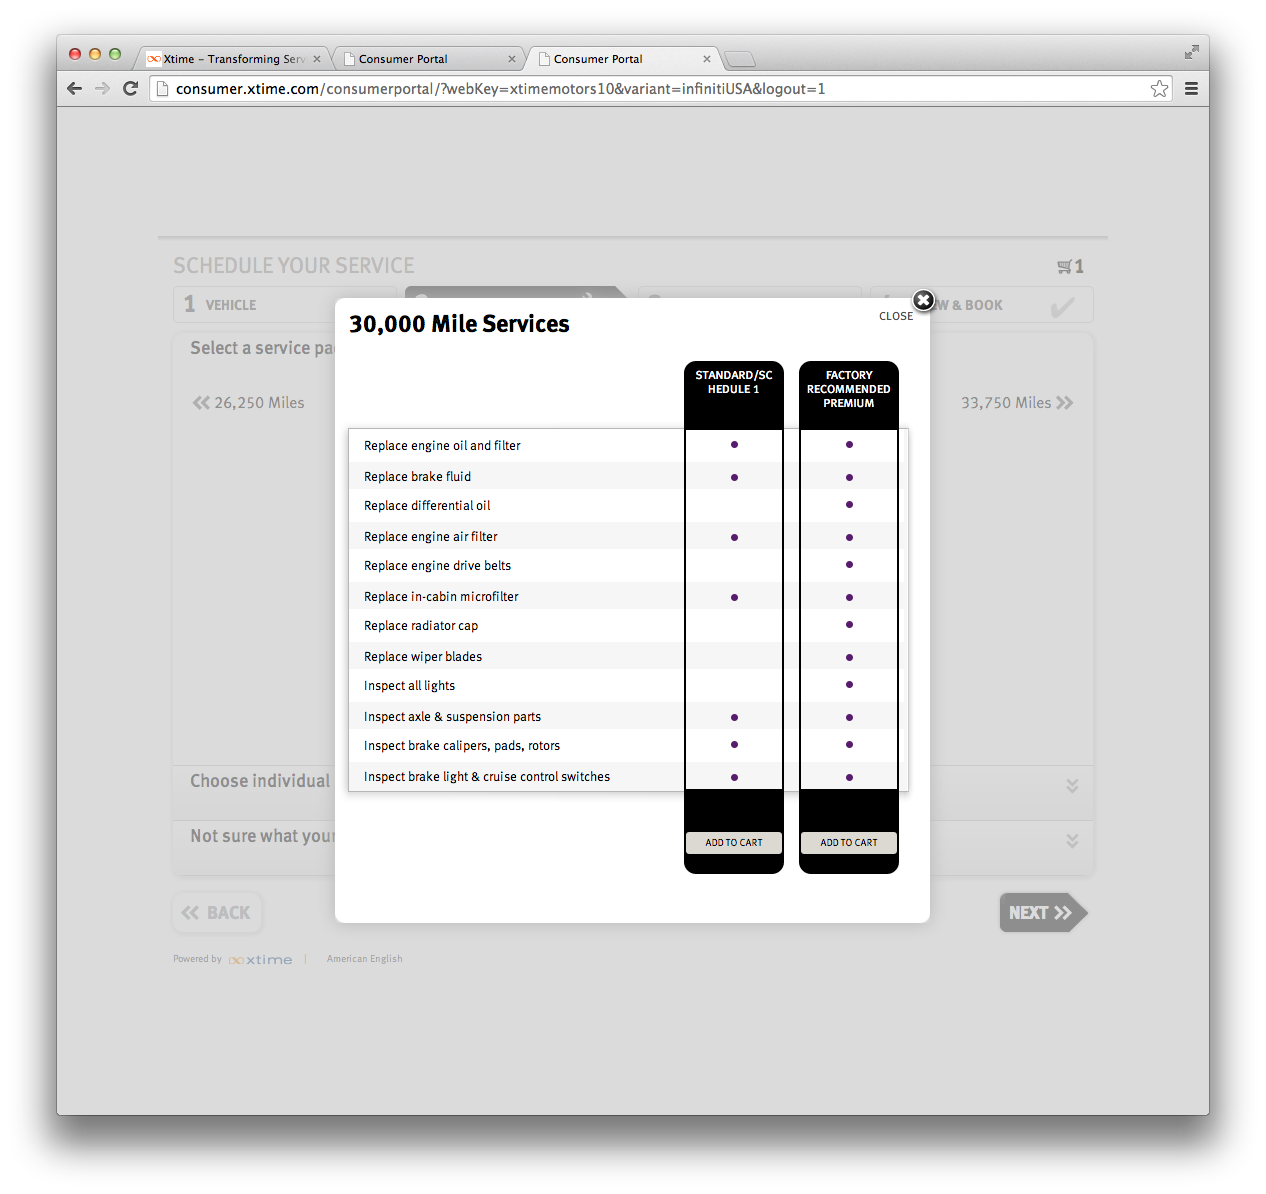 Xtime – Transforming Serv
Consumer Portal
Consumer Portal
consumer.xtime.com/consumerportal/?webKey=xtimemotors10&variant=infinitiUSA&logout=1
SCHEDULE YOUR SERVICE
1
1 VEHICLE
W & BOOK
Select a service pa
26,250 Miles
33,750 Miles
30,000 Mile Services
CLOSE
STANDARD/SC
HEDULE 1
FACTORY
RECOMMENDED
PREMIUM
Replace engine oil and filter
Replace brake fluid
Replace differential oil
Replace engine air filter
Replace engine drive belts
Replace in-cabin microfilter
Replace radiator cap
Replace wiper blades
Inspect all lights
Inspect axle & suspension parts
Inspect brake calipers, pads, rotors
Inspect brake light & cruise control switches
ADD TO CART
ADD TO CART
Choose individual
Not sure what your
BACK
NEXT
Powered by xtime | American English